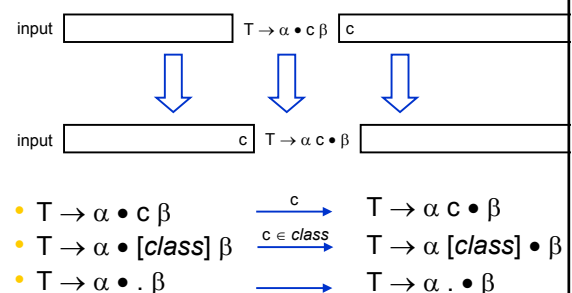 input T → α • c β c
input c T → α c • β
• T → α • c β c T → α c • β
• T → α • [class] β c ∈ class T → α [class] • β
• T → α • . β T → α . • β